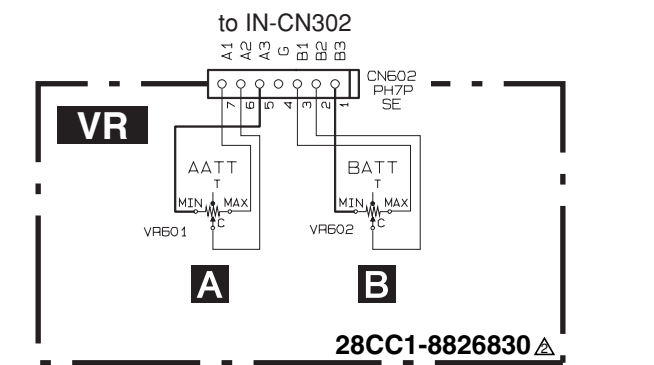 to IN-CN302
A1 A2 A3 G B1 B2 B3
CN602
PH7P
SE
7 6 5 4 3 2 1
VR
AATT BATT
T T
MIN MAX MIN MAX
C C
VR601 VR602
A B
28CC1-8826830 2